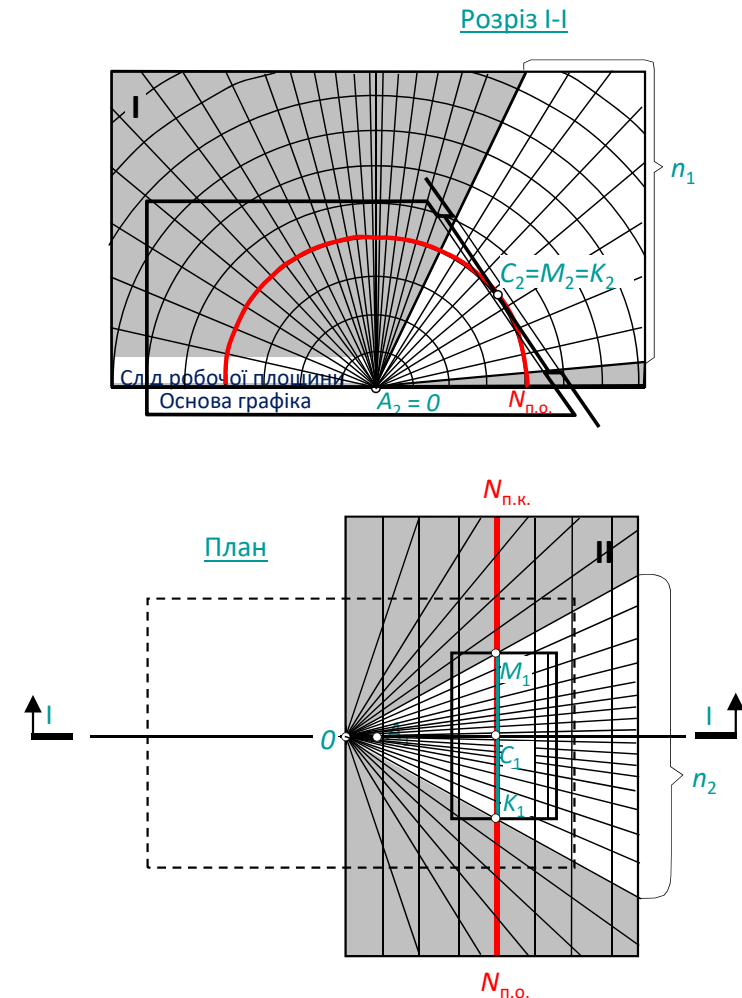 Розріз І-І
I
n₁
C₂=M₂=K₂
Слід робочої площини
Основа графіка
A₂ = 0
Nп.о.
Nп.к.
План
II
M₁
I
I
0
C₁
n₂
K₁
Nп.о.